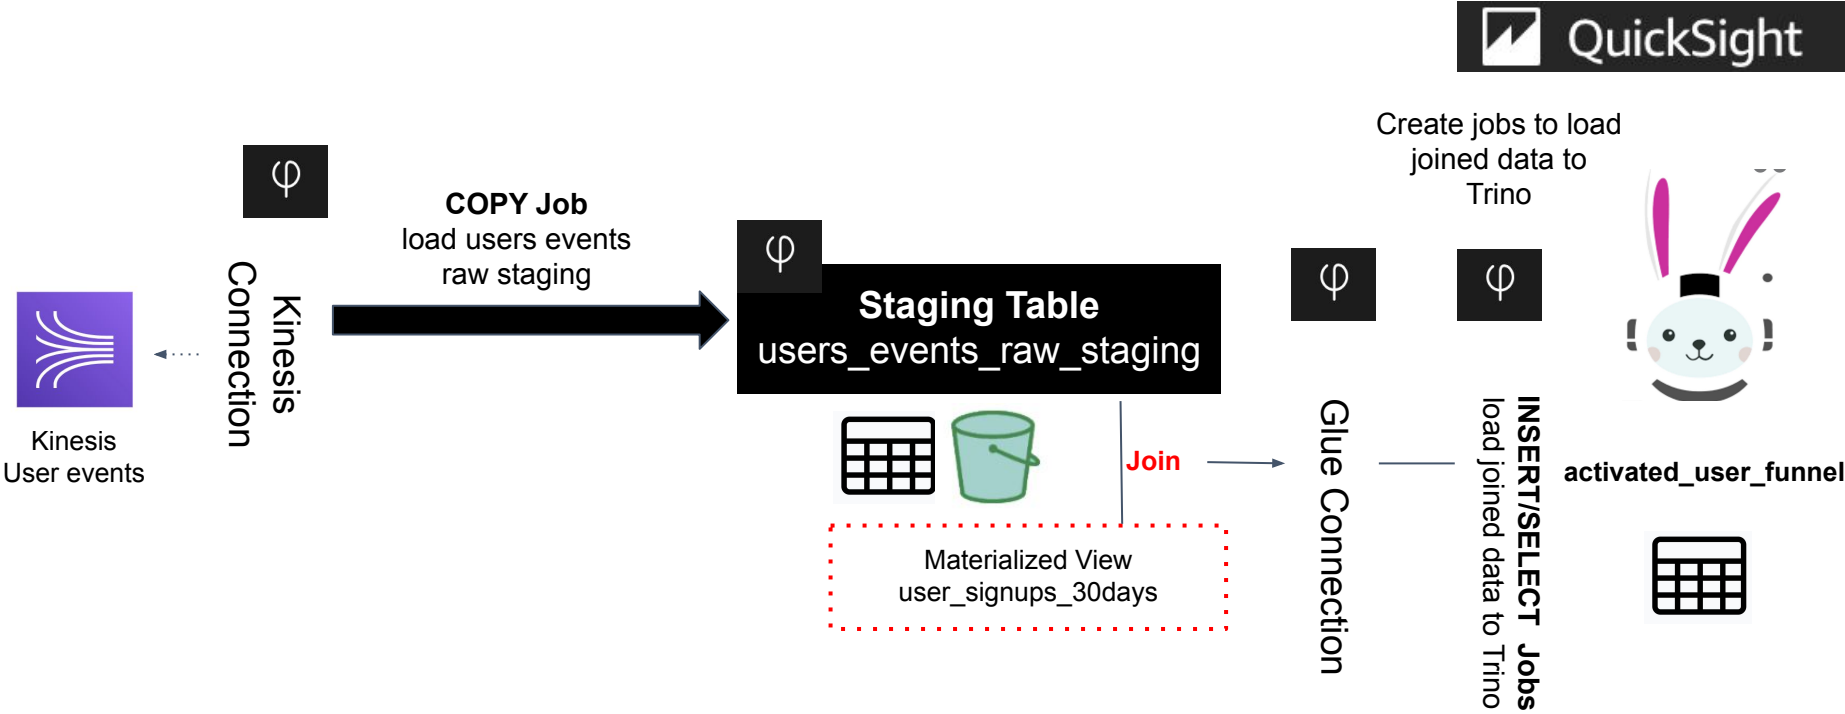 QuickSight
Create jobs to load
joined data to
Trino
φ
COPY Job
load users events
raw staging
Kinesis
Connection
Kinesis
User events
φ
Staging Table
users_events_raw_staging
Join
Materialized View
user_signups_30days
φ
Glue Connection
φ
INSERT/SELECT Jobs
load joined data to Trino
activated_user_funnel